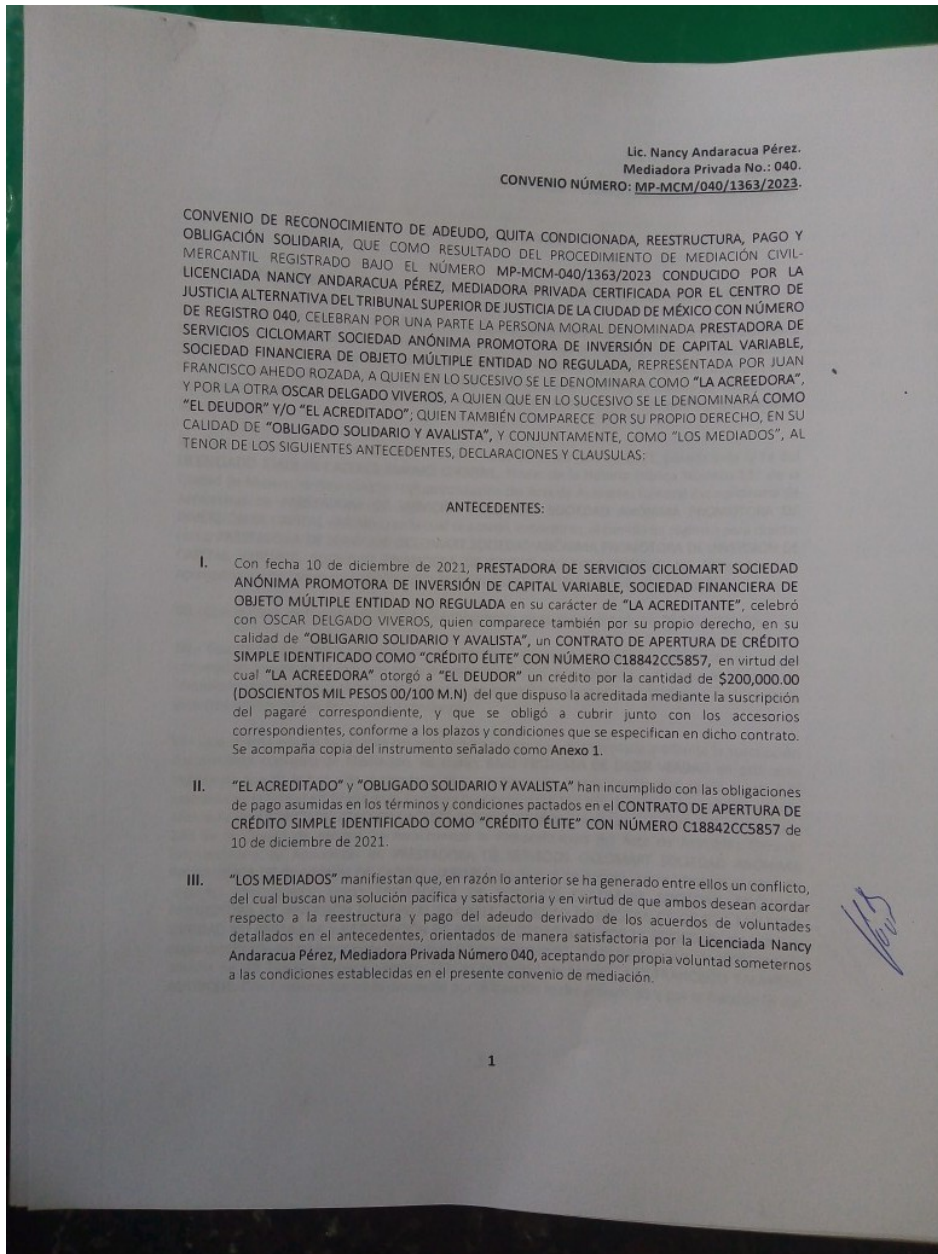 Lic. Nancy Andaracua Pérez.
Mediadora Privada No.: 040.
CONVENIO NÚMERO: MP-MCM/040/1363/2023.
CONVENIO DE RECONOCIMIENTO DE ADEUDO, QUITA CONDICIONADA, REESTRUCTURA, PAGO Y
OBLIGACIÓN SOLIDARIA, QUE COMO RESULTADO DEL PROCEDIMIENTO DE MEDIACIÓN CIVIL-
MERCANTIL REGISTRADO BAJO EL NÚMERO MP-MCM-040/1363/2023 CONDUCIDO POR LA
LICENCIADA NANCY ANDARACUA PÉREZ, MEDIADORA PRIVADA CERTIFICADA POR EL CENTRO DE
JUSTICIA ALTERNATIVA DEL TRIBUNAL SUPERIOR DE JUSTICIA DE LA CIUDAD DE MÉXICO CON NÚMERO
DE REGISTRO 040, CELEBRAN POR UNA PARTE LA PERSONA MORAL DENOMINADA PRESTADORA DE
SERVICIOS CICLOMART SOCIEDAD ANÓNIMA PROMOTORA DE INVERSIÓN DE CAPITAL VARIABLE,
SOCIEDAD FINANCIERA DE OBJETO MÚLTIPLE ENTIDAD NO REGULADA, REPRESENTADA POR JUAN
FRANCISCO AHEDO ROZADA, A QUIEN EN LO SUCESIVO SE LE DENOMINARA COMO “LA ACREEDORA”,
Y POR LA OTRA OSCAR DELGADO VIVEROS, A QUIEN QUE EN LO SUCESIVO SE LE DENOMINARÁ COMO
“EL DEUDOR” Y/O “EL ACREDITADO”; QUIEN TAMBIÉN COMPARECE POR SU PROPIO DERECHO, EN SU
CALIDAD DE “OBLIGADO SOLIDARIO Y AVALISTA”, Y CONJUNTAMENTE, COMO “LOS MEDIADOS”, AL
TENOR DE LOS SIGUIENTES ANTECEDENTES, DECLARACIONES Y CLAUSULAS:
ANTECEDENTES:
I. Con fecha 10 de diciembre de 2021, PRESTADORA DE SERVICIOS CICLOMART SOCIEDAD
ANÓNIMA PROMOTORA DE INVERSIÓN DE CAPITAL VARIABLE, SOCIEDAD FINANCIERA DE
OBJETO MÚLTIPLE ENTIDAD NO REGULADA en su carácter de “LA ACREDITANTE”, celebró
con OSCAR DELGADO VIVEROS, quien comparece también por su propio derecho, en su
calidad de “OBLIGARIO SOLIDARIO Y AVALISTA”, un CONTRATO DE APERTURA DE CRÉDITO
SIMPLE IDENTIFICADO COMO “CRÉDITO ÉLITE” CON NÚMERO C18842CC5857, en virtud del
cual “LA ACREEDORA” otorgó a “EL DEUDOR” un crédito por la cantidad de $200,000.00
(DOSCIENTOS MIL PESOS 00/100 M.N) del que dispuso la acreditada mediante la suscripción
del pagaré correspondiente, y que se obligó a cubrir junto con los accesorios
correspondientes, conforme a los plazos y condiciones que se especifican en dicho contrato.
Se acompaña copia del instrumento señalado como Anexo 1.
II. “EL ACREDITADO” y “OBLIGADO SOLIDARIO Y AVALISTA” han incumplido con las obligaciones
de pago asumidas en los términos y condiciones pactados en el CONTRATO DE APERTURA DE
CRÉDITO SIMPLE IDENTIFICADO COMO “CRÉDITO ÉLITE” CON NÚMERO C18842CC5857 de
10 de diciembre de 2021.
III. “LOS MEDIADOS” manifiestan que, en razón lo anterior se ha generado entre ellos un conflicto,
del cual buscan una solución pacífica y satisfactoria y en virtud de que ambos desean acordar
respecto a la reestructura y pago del adeudo derivado de los acuerdos de voluntades
detallados en el antecedentes, orientados de manera satisfactoria por la Licenciada Nancy
Andaracua Pérez, Mediadora Privada Número 040, aceptando por propia voluntad someternos
a las condiciones establecidas en el presente convenio de mediación.
1